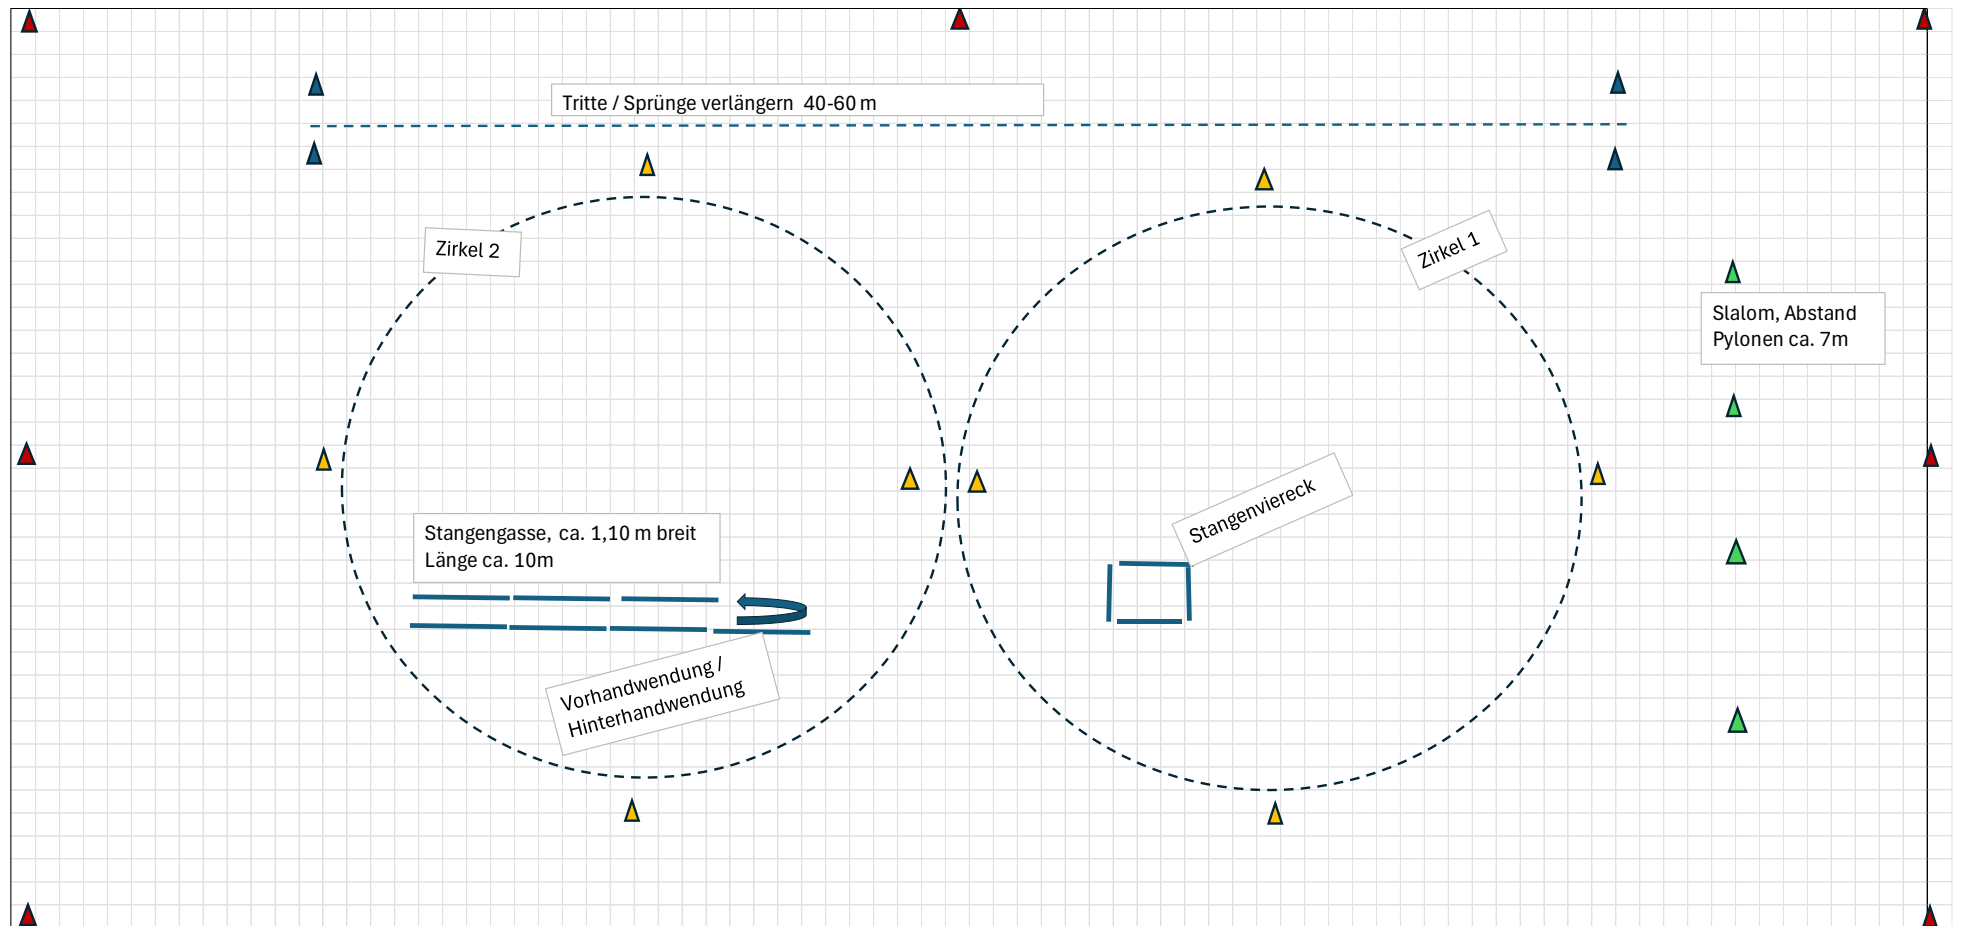 Tritte / Sprünge verlängern 40-60 m
Zirkel 2
Zirkel 1
Slalom, Abstand
Pylonen ca. 7m
Stangenviereck
Stangengasse, ca. 1,10 m breit
Länge ca. 10m
Vorhandwendung /
Hinterhandwendung